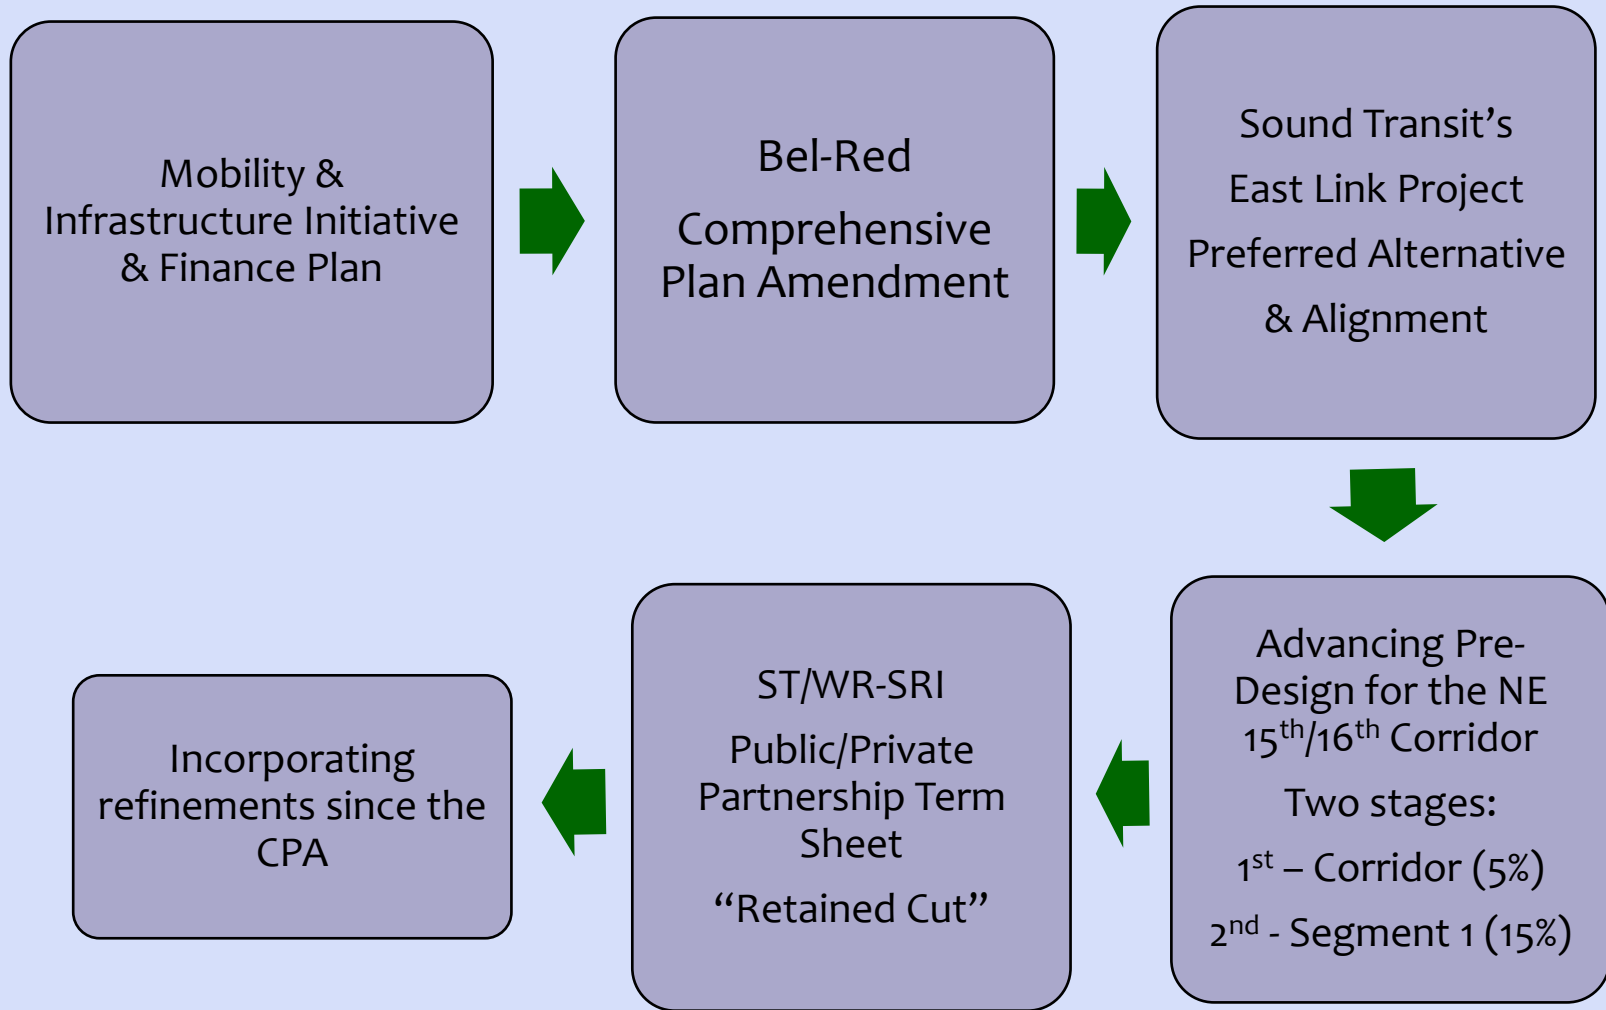 Mobility &
Infrastructure Initiative
& Finance Plan
Bel-Red
Comprehensive
Plan Amendment
Sound Transit’s
East Link Project
Preferred Alternative
& Alignment
Advancing Pre-
Design for the NE
15th/16th Corridor
Two stages:
1st – Corridor (5%)
2nd - Segment 1 (15%)
ST/WR-SRI
Public/Private
Partnership Term
Sheet
“Retained Cut”
Incorporating
refinements since the
CPA